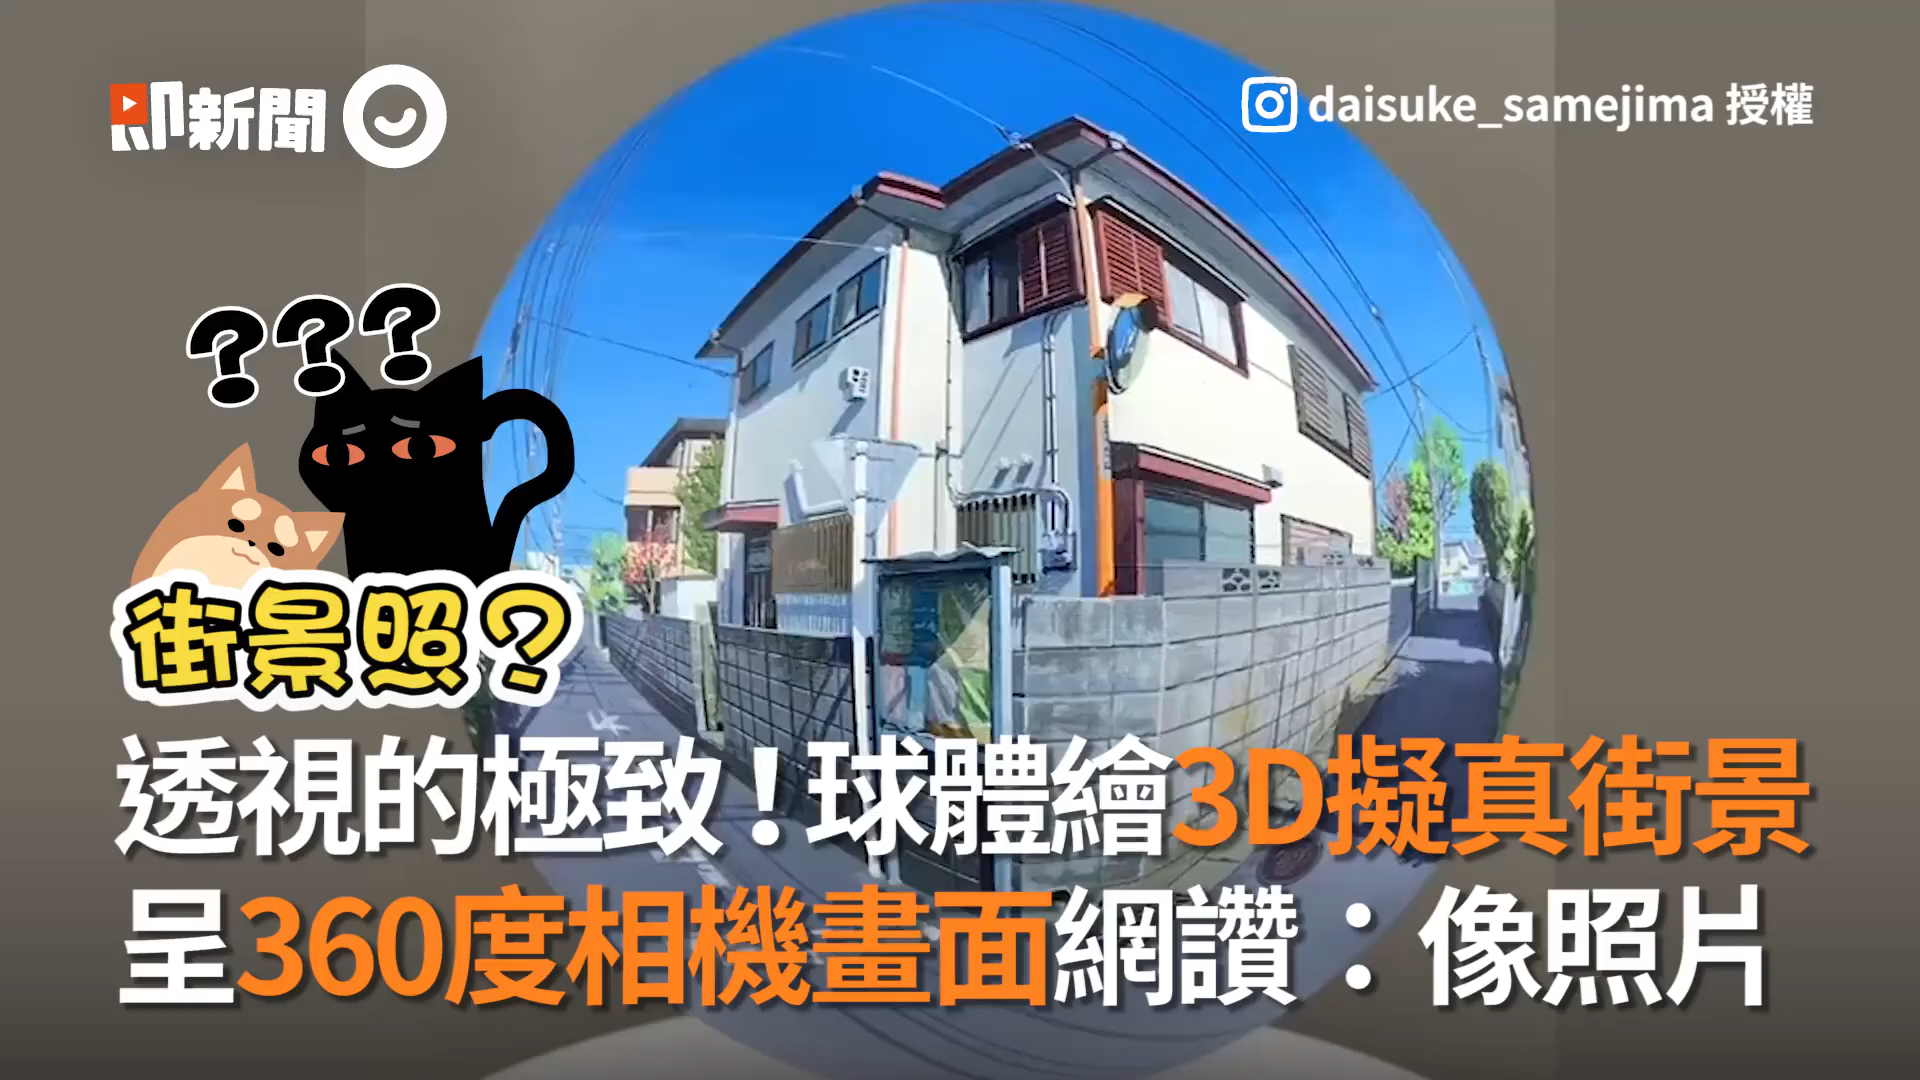 即新聞
daisuke_samejima 授權
???
街景照？
透視的極致！球體繪3D擬真街景
呈360度相機畫面網讚：像照片